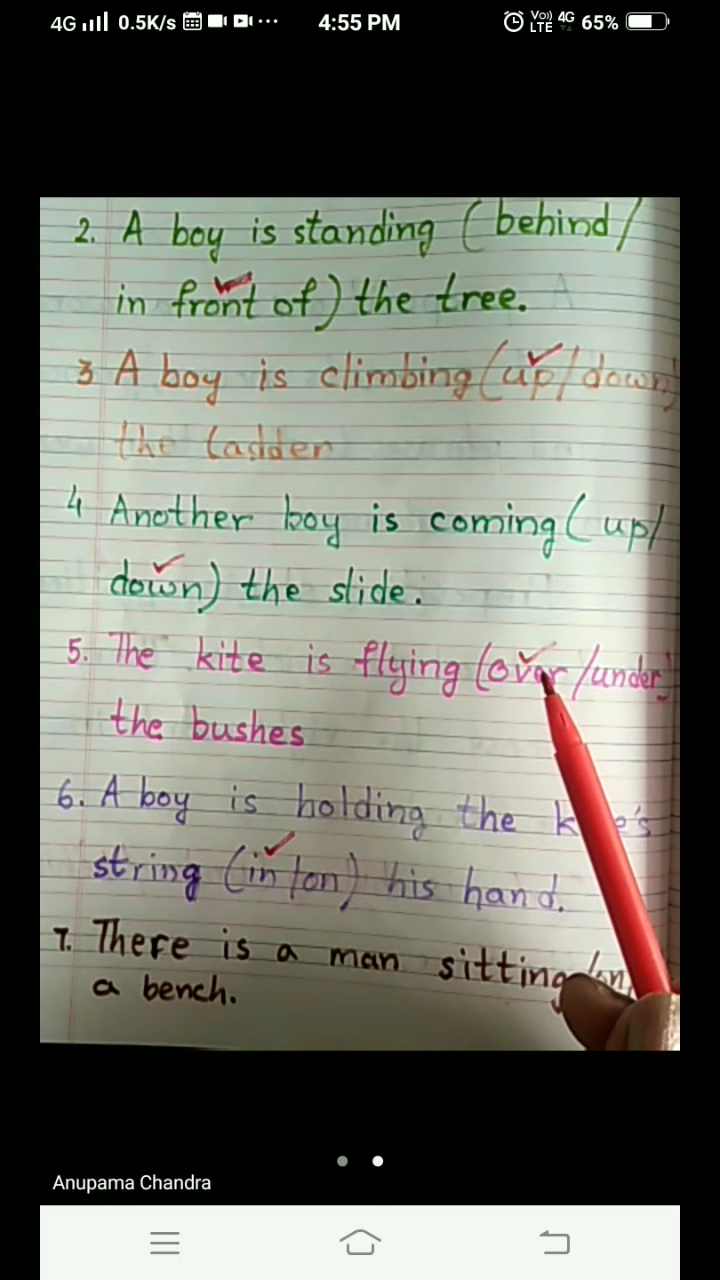 4G 0.5K/s ... 4:55 PM Vo) LTE 4G 65%
2. A boy is standing (behind/
in front of) the tree.
3 A boy is climbing (up/down)
the ladder
4 Another boy is coming (up/
down) the slide.
5. The kite is flying (over/under)
the bushes
6. A boy is holding the
string (in/on) his hand.
7. There is a man sitting
a bench.
Anupama Chandra